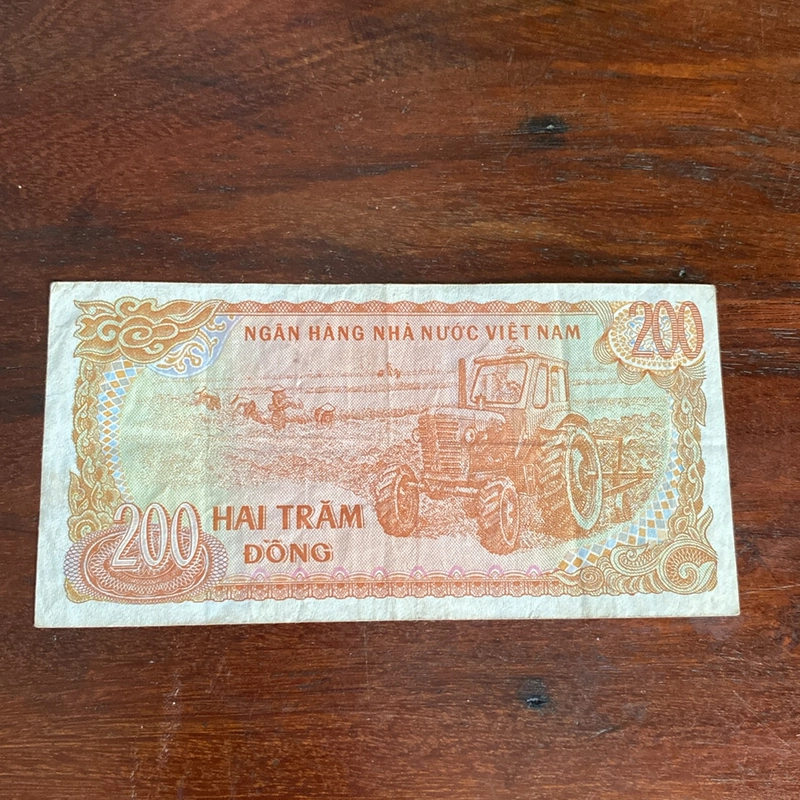 NGÂN HÀNG NHÀ NƯỚC VIỆT NAM
200
200
HAI TRĂM
ĐỒNG